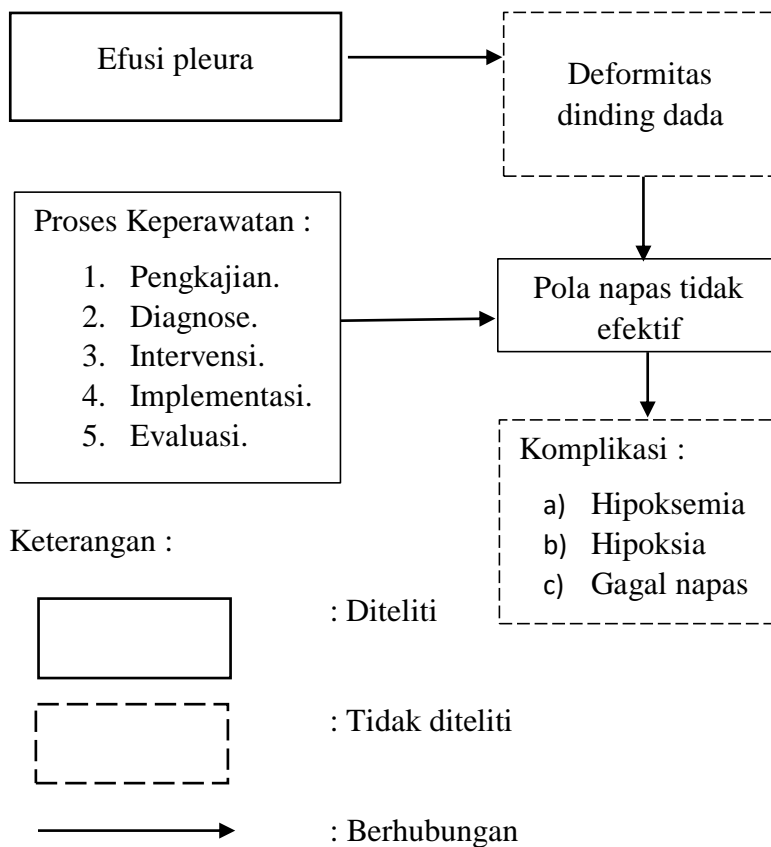 Efusi pleura
Deformitas
dinding dada
Proses Keperawatan :
1. Pengkajian.
2. Diagnose.
3. Intervensi.
4. Implementasi.
5. Evaluasi.
Pola napas tidak
efektif
Komplikasi :
a) Hipoksemia
b) Hipoksia
c) Gagal napas
Keterangan :
: Diteliti
: Tidak diteliti
: Berhubungan